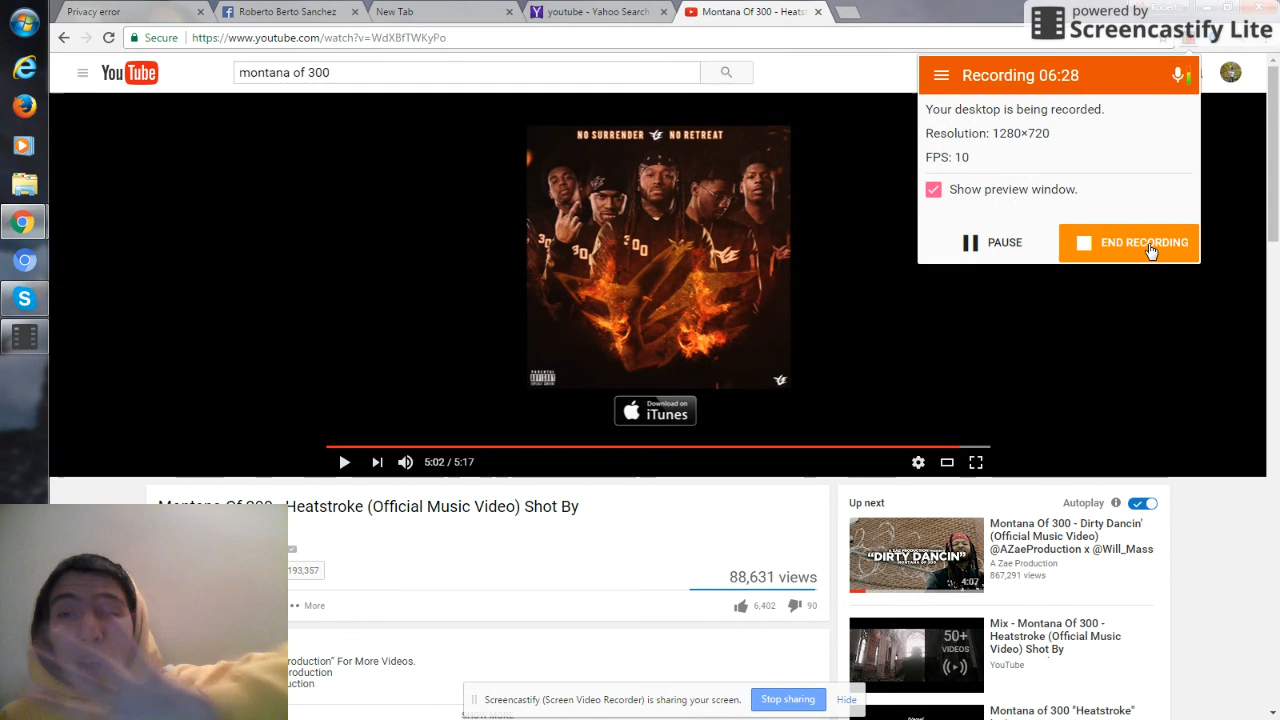 Privacy error
Roberto Berto Sanchez
New Tab
youtube - Yahoo Search
Montana Of 300 - Heats
powered by
Screencastify Lite
Secure
YouTube
montana of 300
Recording 06:28
Your desktop is being recorded.
Resolution: 1280×720
FPS: 10
Show preview window.
PAUSE
END RECORDING
NO SURRENDER
NO RETREAT
300
Download on
iTunes
5:02 / 5:17
Heatstroke (Official Music Video) Shot By
193,357
88,631 views
More
6,402
90
roduction" For More Videos.
roduction
uction
Up next
Autoplay
"DIRTY DANCIN"
MONTANA OF 300
4:07
Montana Of 300 - Dirty Dancin'
(Official Music Video)
@AZaeProduction x @Will_Mass
A Zae Production
867,291 views
50+
VIDEOS
Mix - Montana Of 300 -
Heatstroke (Official Music
Video) Shot By
YouTube
Montana of 300 "Heatstroke"
Screencastify (Screen Video Recorder) is sharing your screen.
Stop sharing
Hide